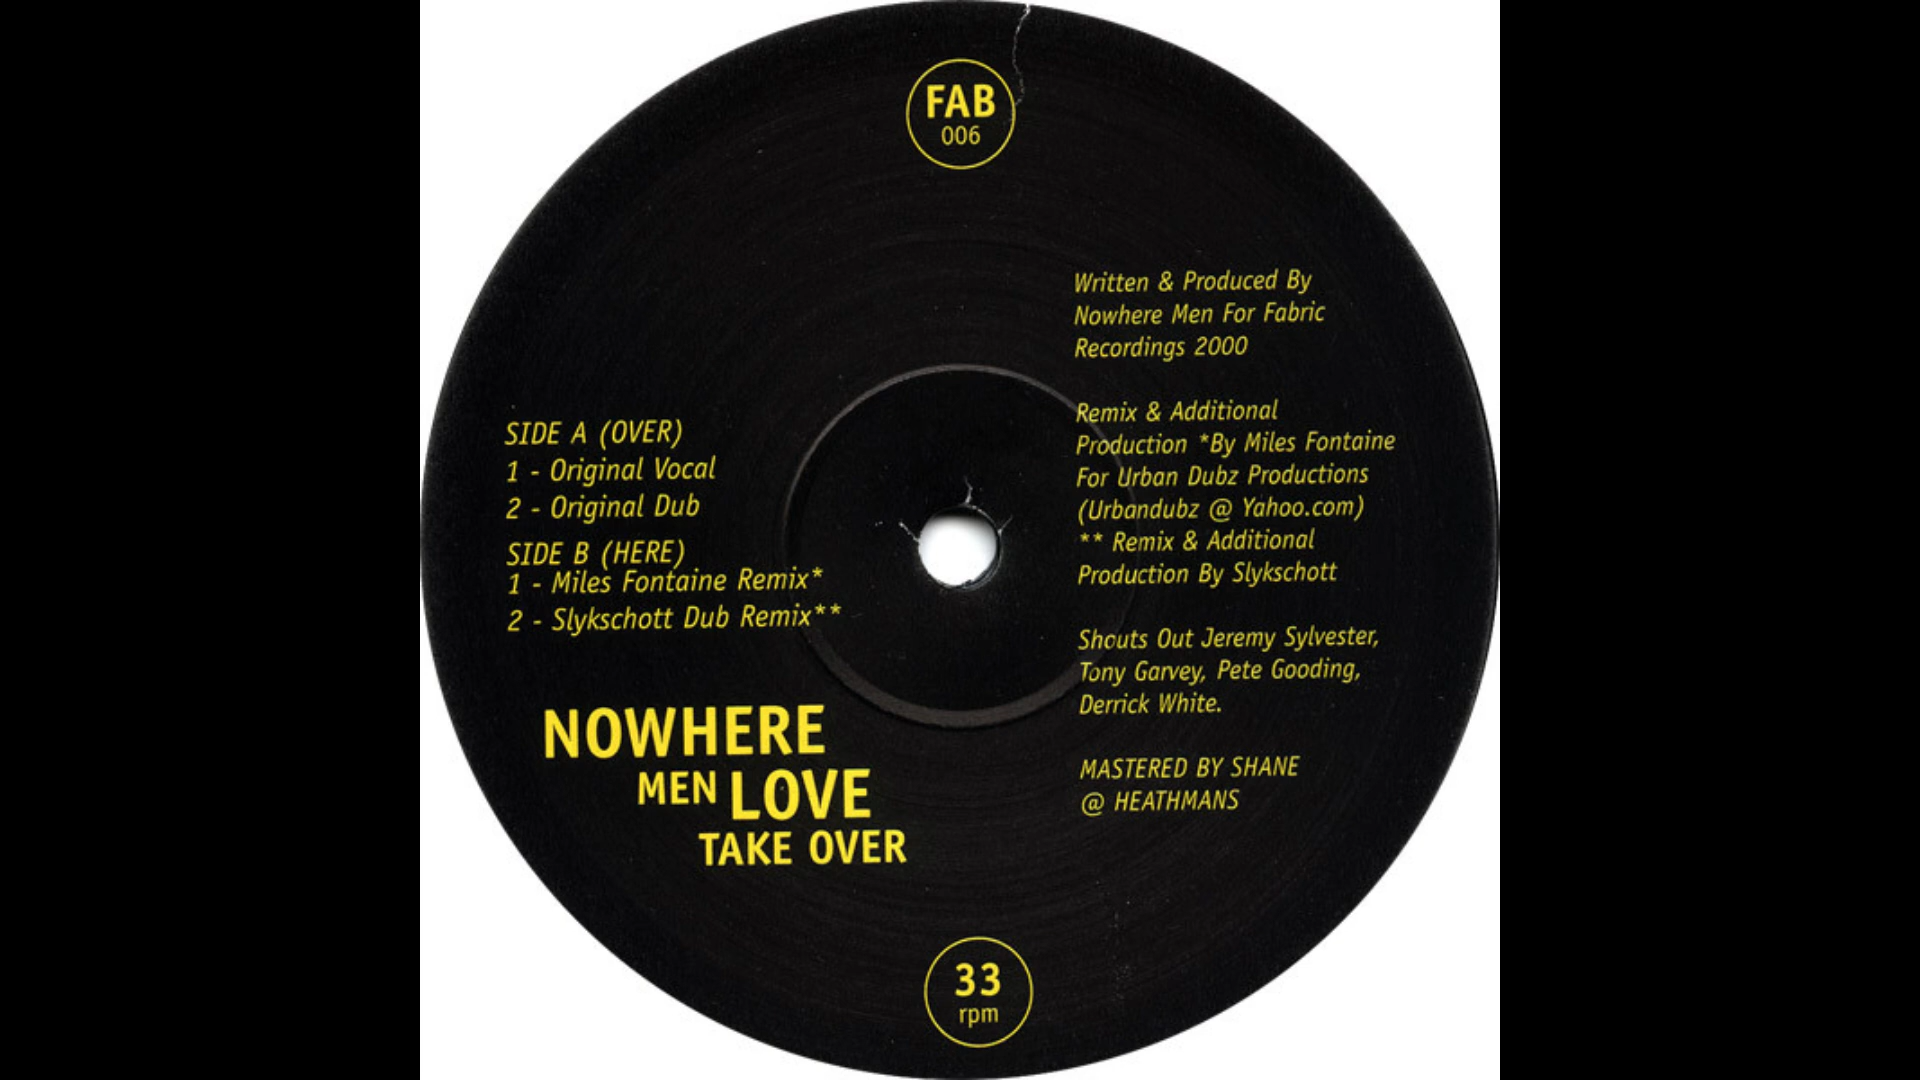 FAB
006
SIDE A (OVER)
1 - Original Vocal
2 - Original Dub
SIDE B (HERE)
1 - Miles Fontaine Remix*
2 - Slykschott Dub Remix**
NOWHERE
MEN LOVE
TAKE OVER
Written & Produced By
Nowhere Men For Fabric
Recordings 2000
Remix & Additional
Production *By Miles Fontaine
For Urban Dubz Productions
(Urbandubz @ Yahoo.com)
** Remix & Additional
Production By Slykschott
Shouts Out Jeremy Sylvester,
Tony Garvey, Pete Gooding,
Derrick White.
MASTERED BY SHANE
@ HEATHMANS
33
rpm